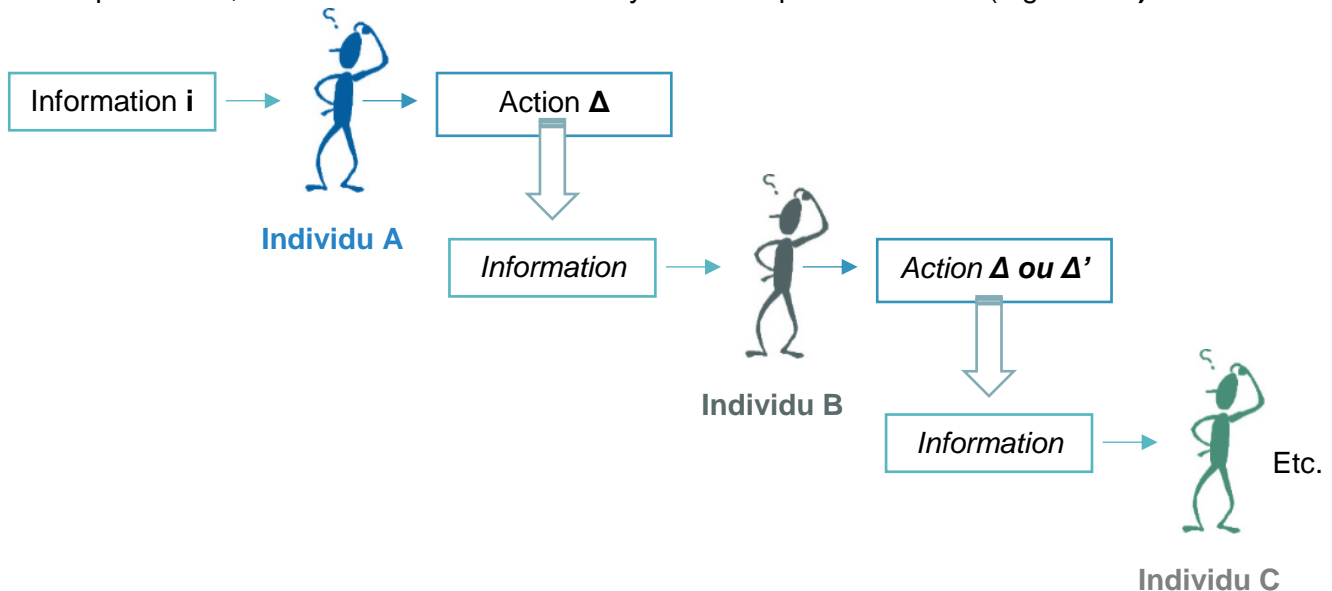 Information i
Action Δ
Individu A
Information
Action Δ ou Δ’
Individu B
Information
Etc.
Individu C